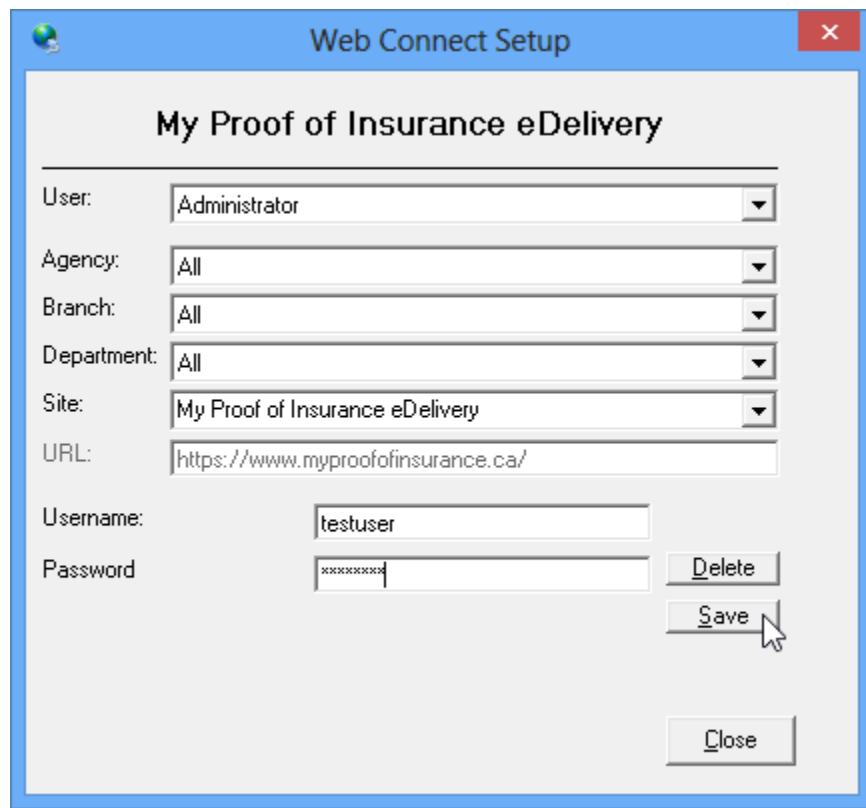 Web Connect Setup
My Proof of Insurance eDelivery
User: Administrator
Agency: All
Branch: All
Department: All
Site: My Proof of Insurance eDelivery
URL: https://www.myproofofinsurance.ca/
Username: testuser
Password ******** Delete
Save
Close